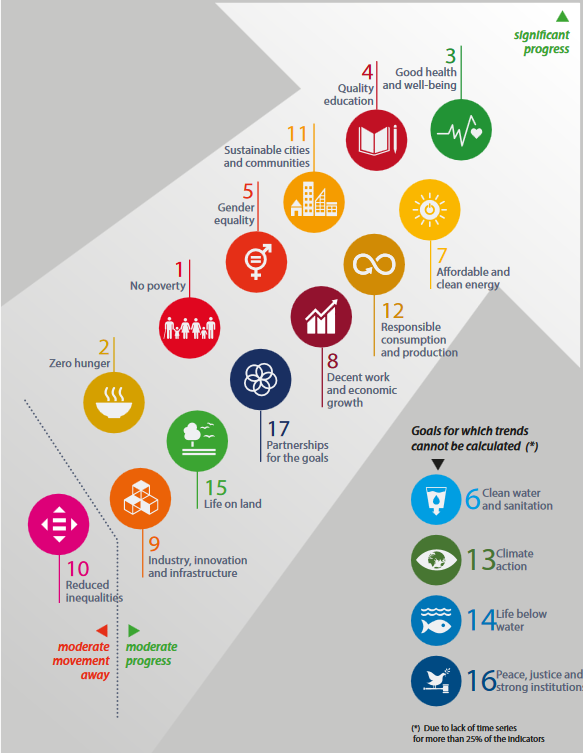 significant
progress
3
Good health
and well-being
4
Quality
education
11
Sustainable cities
and communities
5
Gender
equality
7
Affordable and
clean energy
1
No poverty
12
Responsible
consumption
and production
2
Zero hunger
8
Decent work
and economic
growth
17
Partnerships
for the goals
15
Life on land
9
Industry, innovation
and infrastructure
10
Reduced
inequalities
moderate
movement
away
moderate
progress
Goals for which trends
cannot be calculated (*)
6 Clean water
and sanitation
13 Climate
action
14 Life below
water
16 Peace, justice and
strong institutions
(*) Due to lack of time series
for more than 25% of the indicators